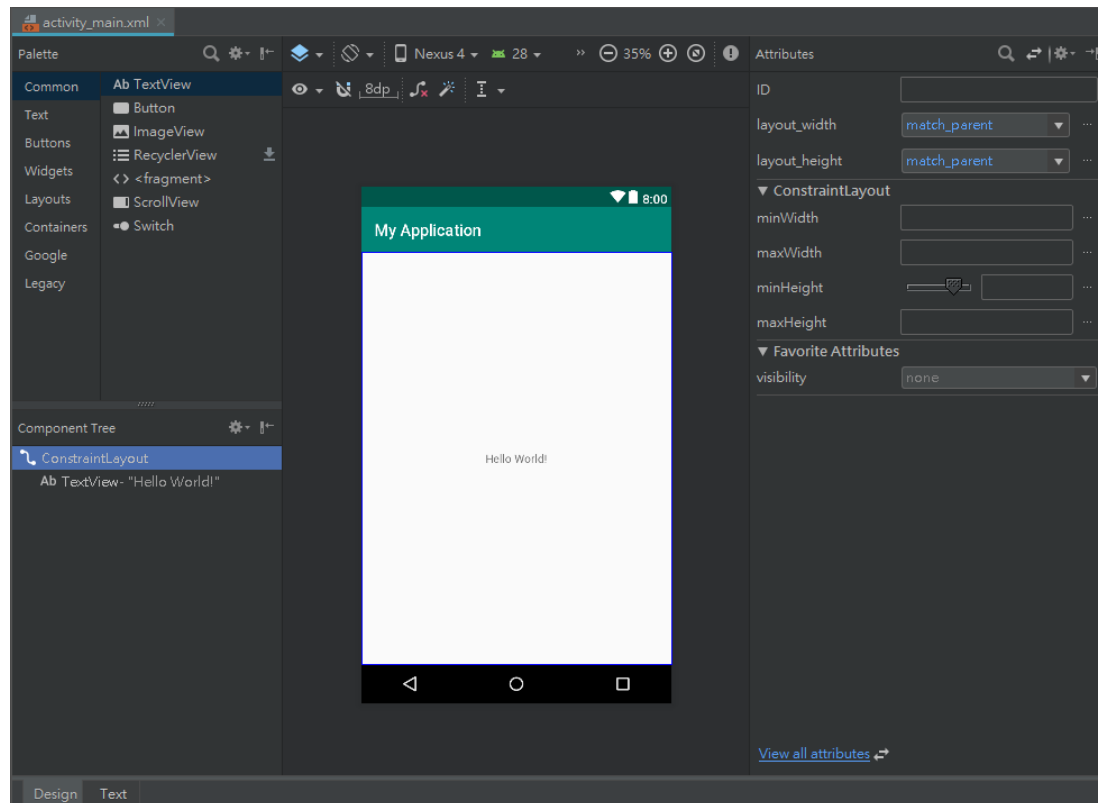 activity_main.xml
Palette
Common
Text
Buttons
Widgets
Layouts
Containers
Google
Legacy
Ab TextView
Button
ImageView
RecyclerView
<> <fragment>
ScrollView
Switch
Component Tree
ConstraintLayout
Ab TextView- "Hello World!"
Nexus 4
28
35%
8dp
8:00
My Application
Hello World!
Attributes
ID
layout_width match_parent
layout_height match_parent
ConstraintLayout
minWidth
maxWidth
minHeight
maxHeight
Favorite Attributes
visibility none
View all attributes
Design Text